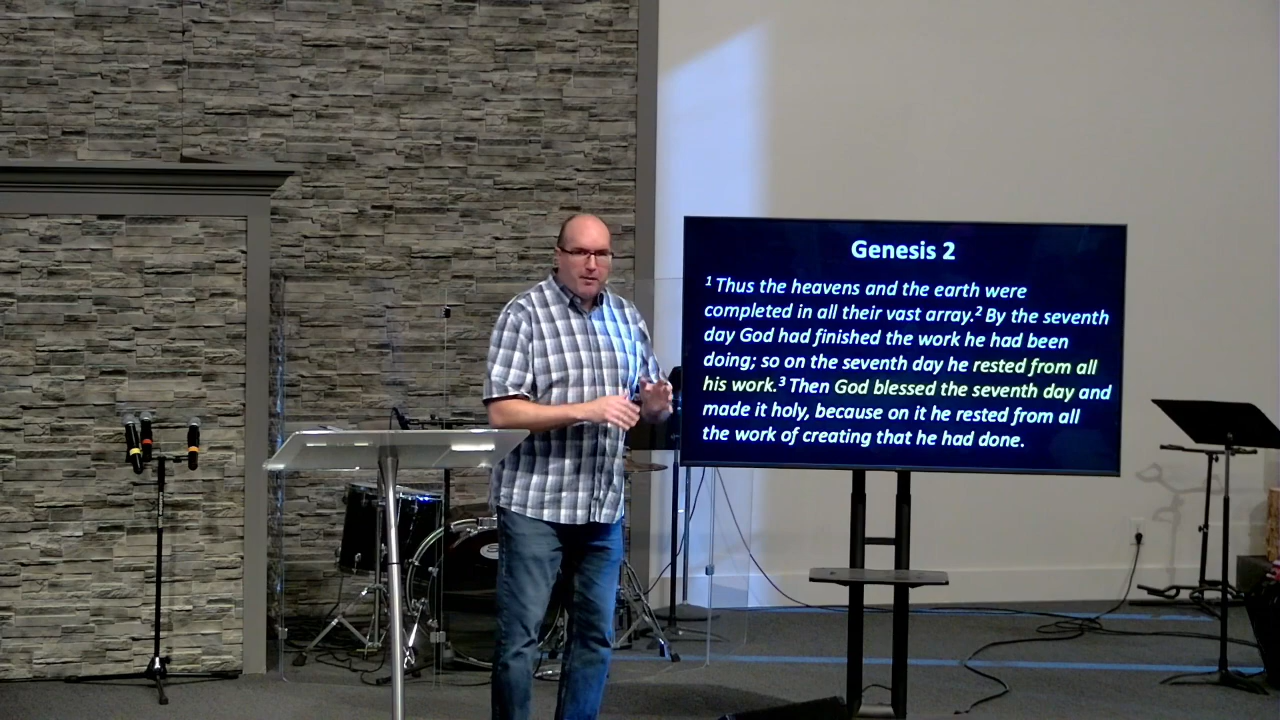 Genesis 2
1 Thus the heavens and the earth were
completed in all their vast array.2 By the seventh
day God had finished the work he had been
doing; so on the seventh day he rested from all
his work.3 Then God blessed the seventh day and
made it holy, because on it he rested from all
the work of creating that he had done.